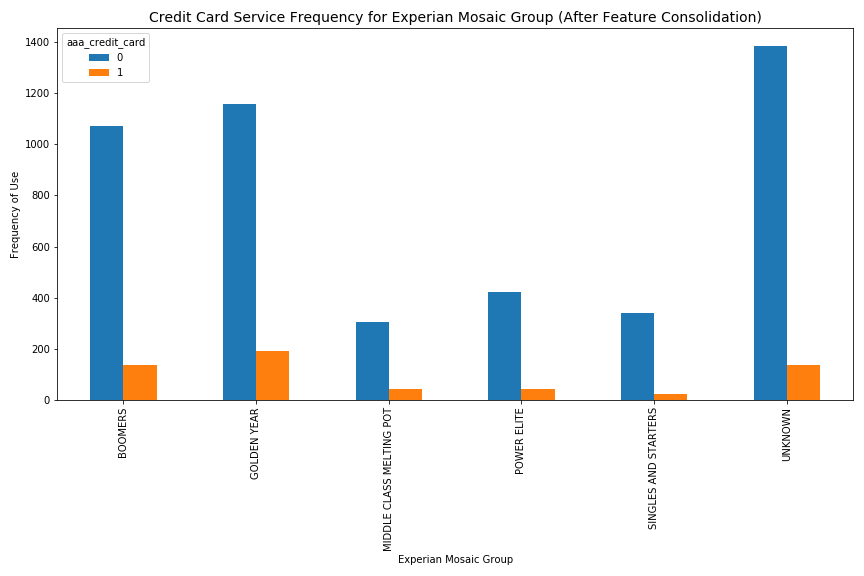 Credit Card Service Frequency for Experian Mosaic Group (After Feature Consolidation)
aaa_credit_card
0
1
Frequency of Use
1400
1200
1000
800
600
400
200
0
BOOMERS
GOLDEN YEAR
MIDDLE CLASS MELTING POT
POWER ELITE
SINGLES AND STARTERS
UNKNOWN
Experian Mosaic Group